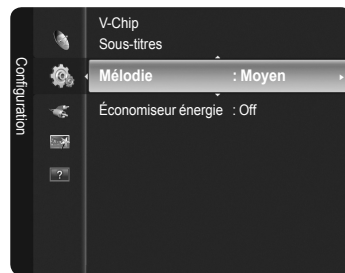 Configuration
V-Chip
Sous-titres
Mélodie : Moyen
Économiseur énergie : Off
?